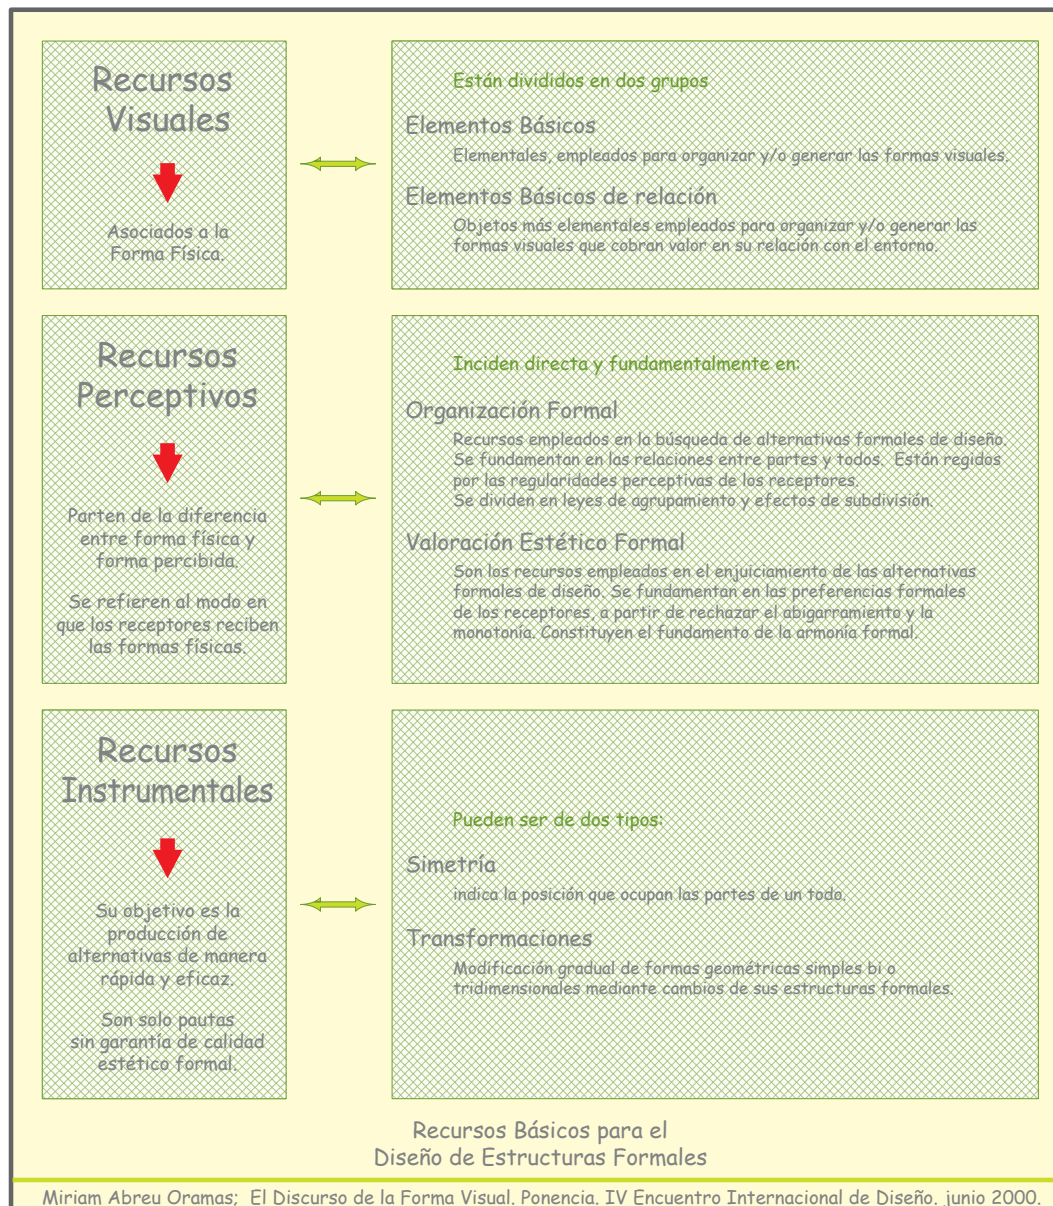 Recursos
Visuales
Asociados a la
Forma Física.
Están divididos en dos grupos
Elementos Básicos
Elementales, empleados para organizar y/o generar las formas visuales.
Elementos Básicos de relación
Objetos más elementales empleados para organizar y/o generar las
formas visuales que cobran valor en su relación con el entorno.
Recursos
Perceptivos
Parten de la diferencia
entre forma física y
forma percibida.
Se refieren al modo en
que los receptores reciben
las formas físicas.
Inciden directa y fundamentalmente en:
Organización Formal
Recursos empleados en la búsqueda de alternativas formales de diseño.
Se fundamentan en las relaciones entre partes y todos. Están regidos
por las regularidades perceptivas de los receptores.
Se dividen en leyes de agrupamiento y efectos de subdivisión.
Valoración Estético Formal
Son los recursos empleados en el enjuiciamiento de las alternativas
formales de diseño. Se fundamentan en las preferencias formales
de los receptores, a partir de rechazar el abigarramiento y la
monotonía. Constituyen el fundamento de la armonía formal.
Recursos
Instrumentales
Su objetivo es la
producción de
alternativas de manera
rápida y eficaz.
Son solo pautas
sin garantía de calidad
estético formal.
Pueden ser de dos tipos:
Simetría
indica la posición que ocupan las partes de un todo.
Transformaciones
Modificación gradual de formas geométricas simples bi o
tridimensionales mediante cambios de sus estructuras formales.
Recursos Básicos para el
Diseño de Estructuras Formales
Miriam Abreu Oramas; El Discurso de la Forma Visual. Ponencia. IV Encuentro Internacional de Diseño. junio 2000.